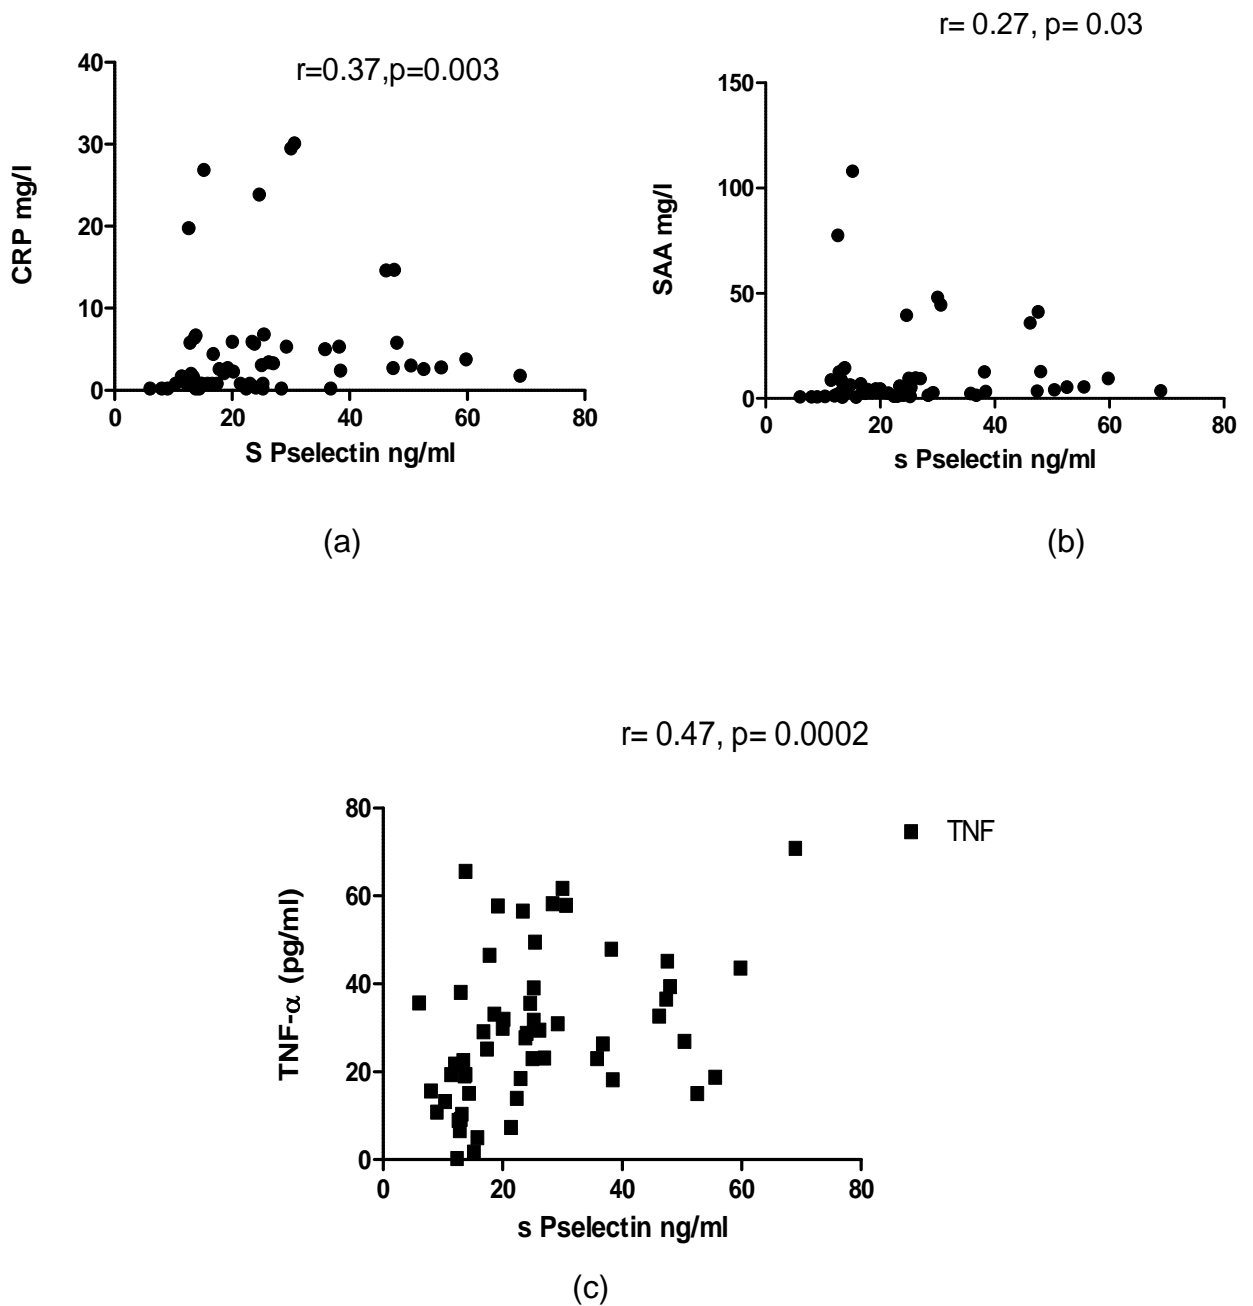 r=0.37,p=0.003
CRP mg/l
40
30
20
10
0
0 20 40 60 80
S Pselectin ng/ml
(a)
r= 0.27, p= 0.03
SAA mg/l
150
100
50
0
0 20 40 60 80
s Pselectin ng/ml
(b)
r= 0.47, p= 0.0002
TNF-α (pg/ml)
80
60
40
20
0
0 20 40 60 80
s Pselectin ng/ml
TNF
(c)